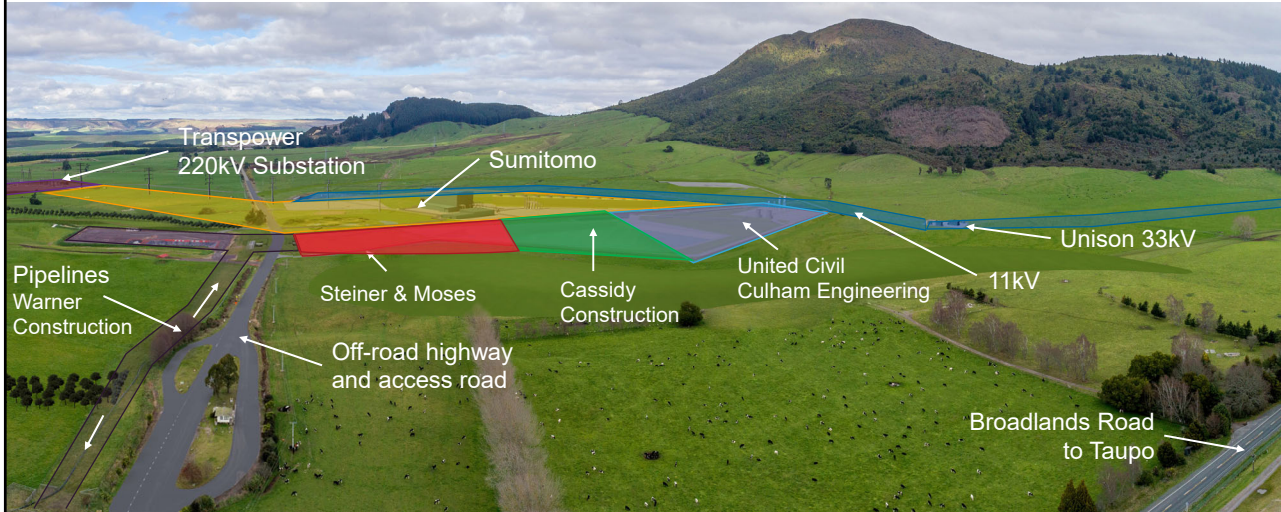 Transpower
220kV Substation
Sumitomo
Unison 33kV
11kV
United Civil
Culham Engineering
Cassidy
Construction
Steiner & Moses
Pipelines
Warner
Construction
Off-road highway
and access road
Broadlands Road
to Taupo